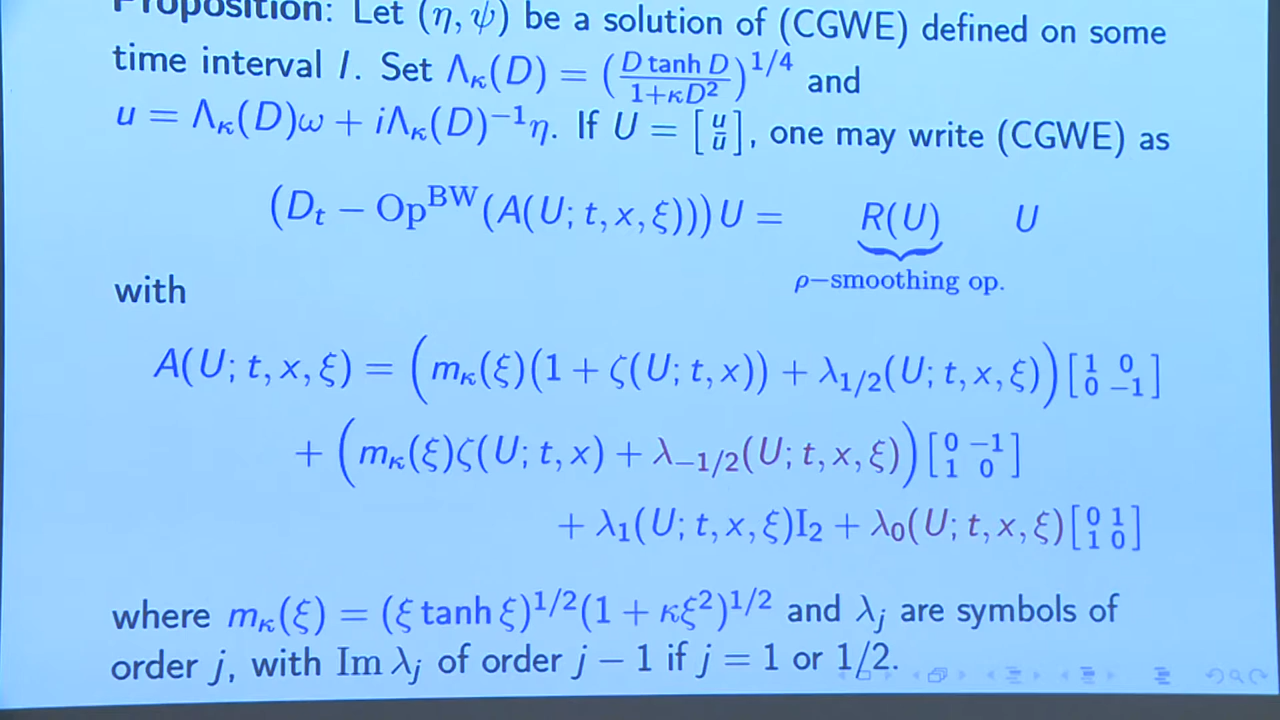 Proposition: Let (η, ψ) be a solution of (CGWE) defined on some
time interval I. Set Λ_κ(D) = (D tanh D / 1+κD²)^{1/4} and
u = Λ_κ(D)ω + iΛ_κ(D)^{-1}η. If U = [u ū], one may write (CGWE) as
(D_t − Op^{BW}(A(U; t, x, ξ)))U = R(U) U
ρ−smoothing op.
with
A(U; t, x, ξ) = (m_κ(ξ)(1 + ζ(U; t, x)) + λ_{1/2}(U; t, x, ξ)) [1 0 0 −1]
+ (m_κ(ξ)ζ(U; t, x) + λ_{−1/2}(U; t, x, ξ)) [0 −1 1 0]
+ λ_1(U; t, x, ξ)I_2 + λ_0(U; t, x, ξ) [0 1 1 0]
where m_κ(ξ) = (ξ tanh ξ)^{1/2}(1 + κξ²)^{1/2} and λ_j are symbols of
order j, with Im λ_j of order j − 1 if j = 1 or 1/2.